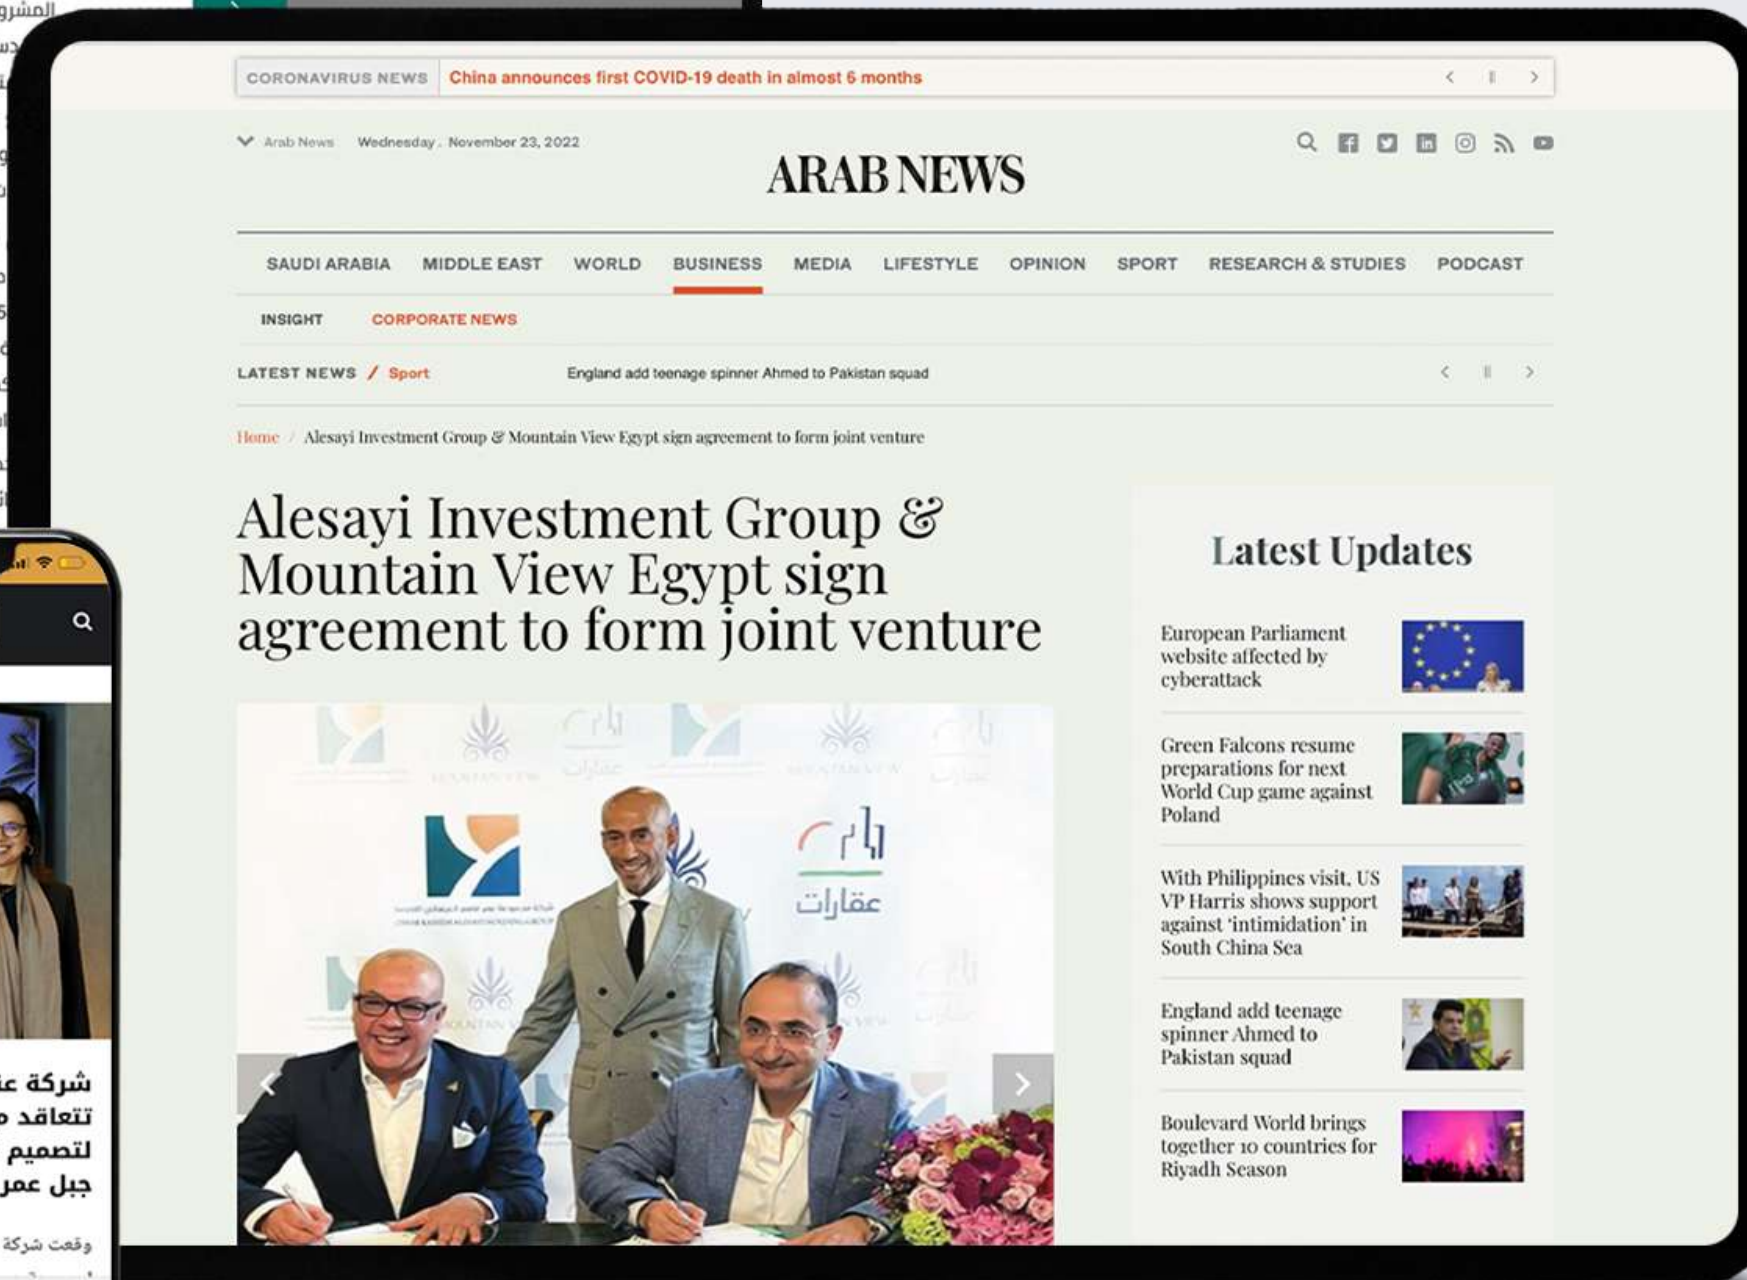 المشرو
CORONAVIRUS NEWS
China announces first COVID-19 death in almost 6 months
Arab News
Wednesday . November 23, 2022
ARAB NEWS
SAUDI ARABIA MIDDLE EAST WORLD BUSINESS MEDIA LIFESTYLE OPINION SPORT RESEARCH & STUDIES PODCAST
INSIGHT CORPORATE NEWS
LATEST NEWS / Sport
England add teenage spinner Ahmed to Pakistan squad
Home / Alesayi Investment Group & Mountain View Egypt sign agreement to form joint venture
Alesayi Investment Group &
Mountain View Egypt sign
agreement to form joint venture
MOUNTAIN VIEW
عقارات
عقارات
Latest Updates
European Parliament
website affected by
cyberattack
Green Falcons resume
preparations for next
World Cup game against
Poland
With Philippines visit, US
VP Harris shows support
against ‘intimidation’ in
South China Sea
England add teenage
spinner Ahmed to
Pakistan squad
Boulevard World brings
together 10 countries for
Riyadh Season
شركة
تتعاقد
لتصميم
جبل عمر
وقعت شركة